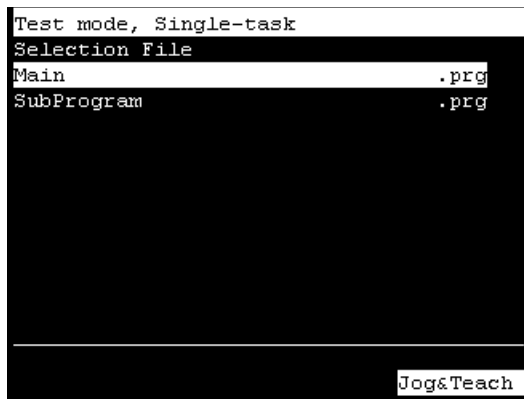 Test mode, Single-task
Selection File
Main .prg
SubProgram .prg
Jog&Teach